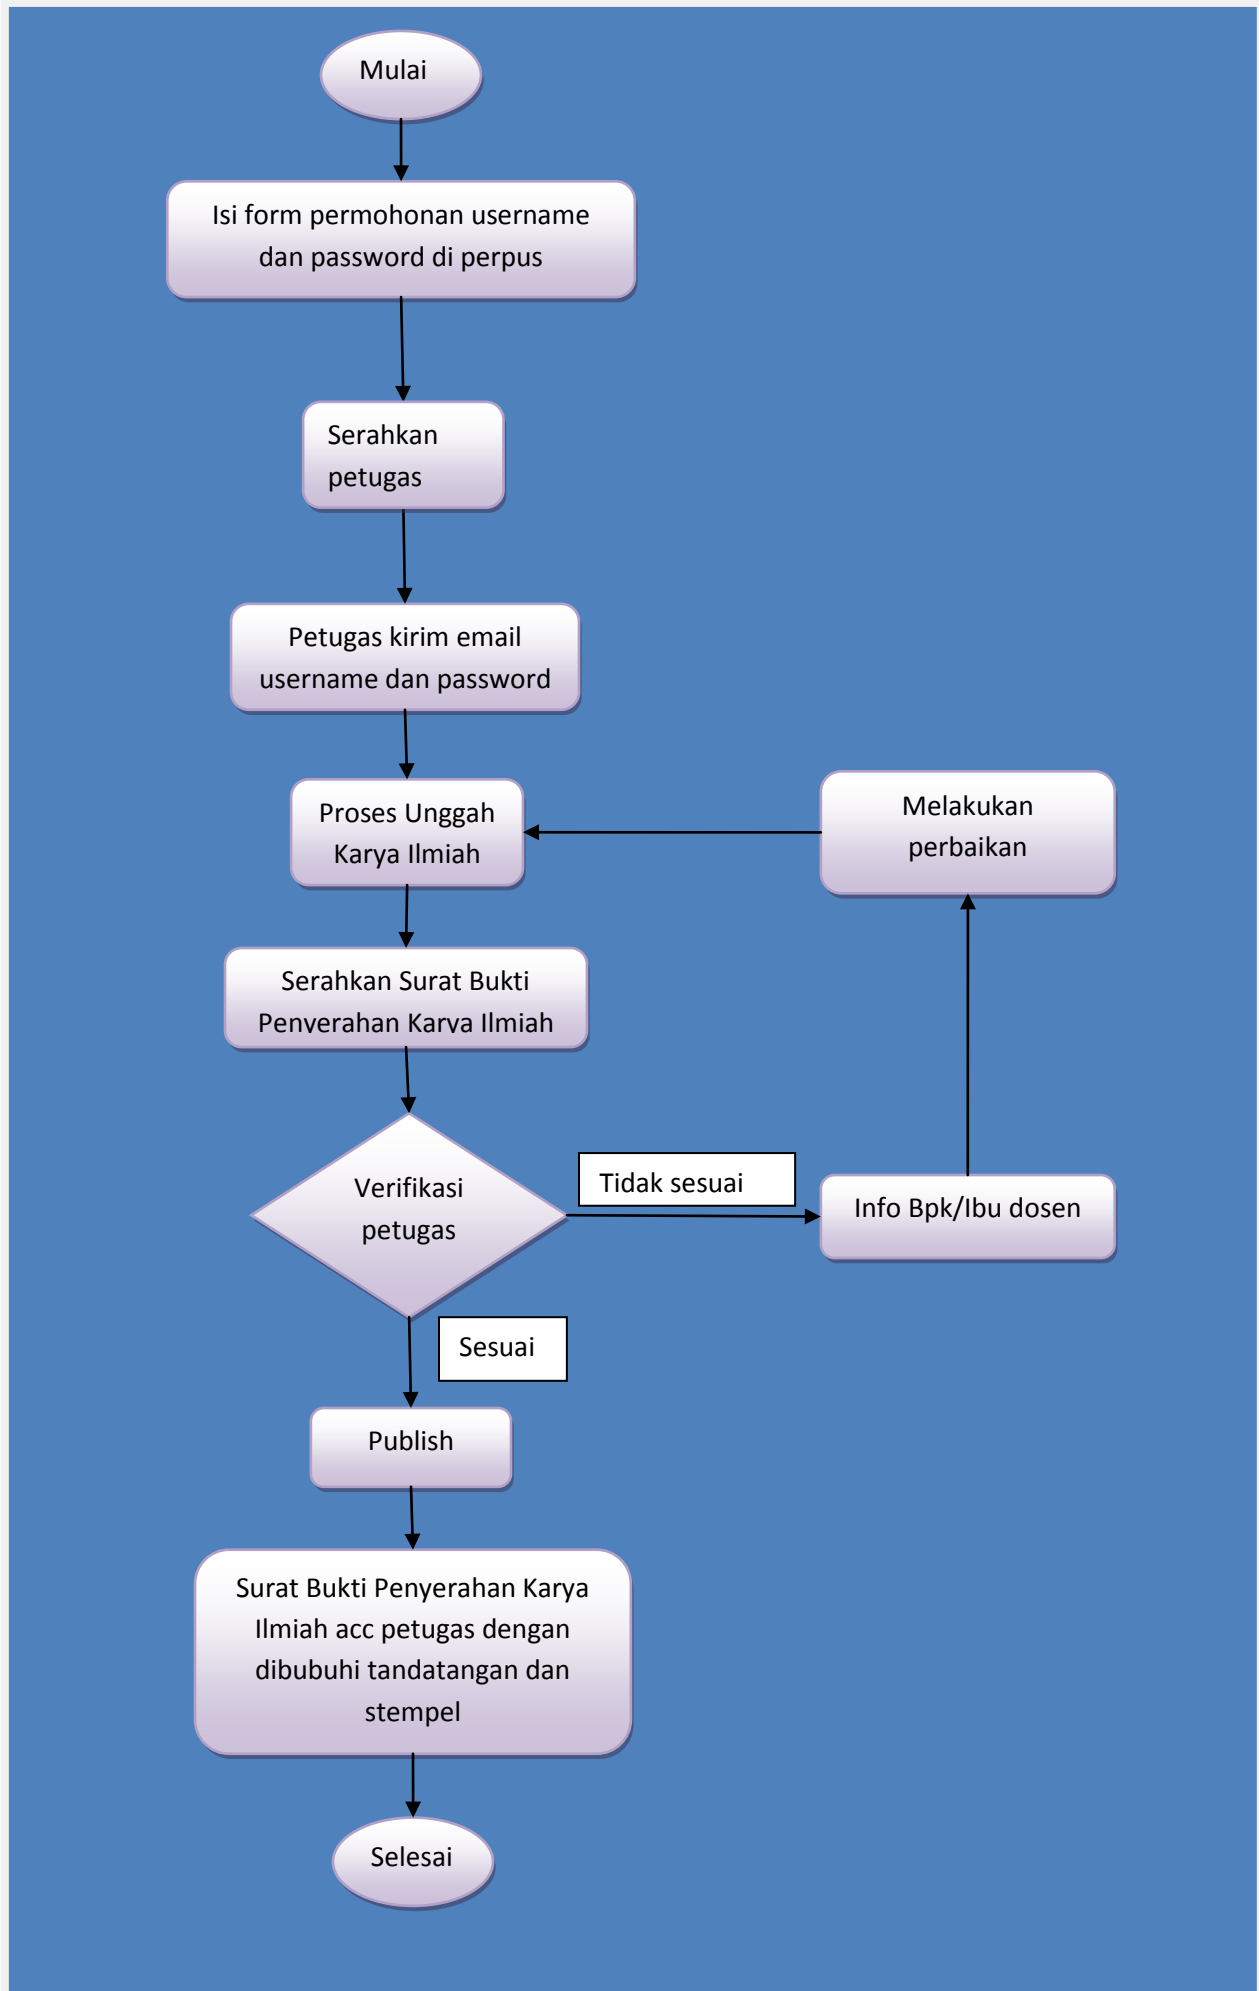 Mulai
Isi form permohonan username
dan password di perpus
Serahkan
petugas
Petugas kirim email
username dan password
Proses Unggah
Karya Ilmiah
Melakukan
perbaikan
Serahkan Surat Bukti
Penyerahan Karya Ilmiah
Verifikasi
petugas
Tidak sesuai
Info Bpk/Ibu dosen
Sesuai
Publish
Surat Bukti Penyerahan Karya
Ilmiah acc petugas dengan
dibubuhi tandatangan dan
stempel
Selesai